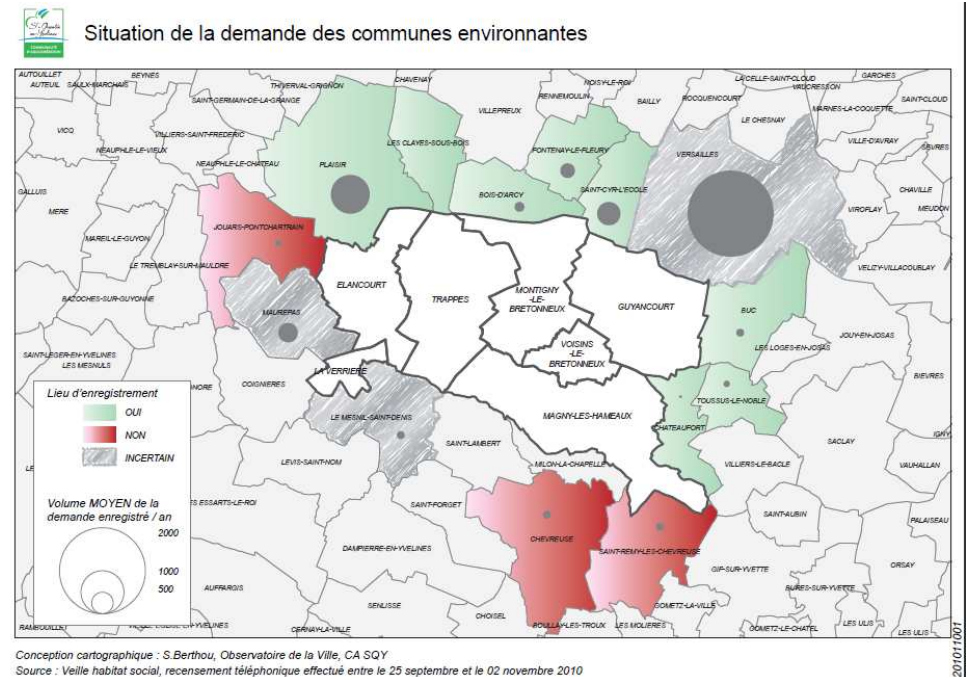 St-Quentin
en Yvelines
Situation de la demande des communes environnantes
AUTOUILLET
AUTEUIL
SAULX-MARCHAIS
BEYNES
THIVERVAL-GRIGNON
CHAVENAY
NOISY-LE-ROI
LA CELLE-SAINT-CLOUD
GARCHES
VAUCRESSON
SAINT-GERMAIN-DE-LA-GRANGE
VILLEPREUX
RENNEMOULIN
BAILLY
ROCQUENCOURT
MARNES-LA-COQUETTE
SAINT-CLOUD
VICQ
VILLIERS-SAINT-FREDERIC
LE CHESNAY
NEAUPHLE-LE-VIEUX
LES CLAYES-SOUS-BOIS
FONTENAY-LE-FLEURY
VILLE-D'AVRAY
SEVRES
NEAUPHLE-LE-CHATEAU
PLAISIR
VERSAILLES
GALLUIS
BOIS-D'ARCY
SAINT-CYR-L'ECOLE
CHAVILLE
MERE
VIROFLAY
MEUDON
JOUARS-PONTCHARTRAIN
MAREIL-LE-GUYON
LE TREMBLAY-SUR-MAULDRE
VELIZY-VILLACOUBLAY
ELANCOURT
TRAPPES
MONTIGNY
-LE-
BRETONNEUX
GUYANCOURT
BAZOCHES-SUR-GUYONNE
MAUREPAS
BUC
VOISINS
-LE-
BRETONNEUX
JOUY-EN-JOSAS
LES LOGES-EN-JOSAS
SAINT-LEGER-EN-YVELINES
LES MESNULS
LA VERRIERE
BIEVRES
COIGNIERES
TOUSSUS-LE-NOBLE
LE MESNIL-SAINT-DENIS
MAGNY-LES-HAMEAUX
CHATEAUFORT
IGNY
SAINT-LAMBERT
SACLAY
LEVIS-SAINT-NOM
MILON-LA-CHAPELLE
VILLIERS-LE-BACLE
VAUHALLAN
Lieu d'enregistrement
OUI
NON
INCERTAIN
ES ESSARTS-LE-ROI
SAINT-FORGET
SAINT-AUBIN
PALAISEAU
CHEVREUSE
SAINT-REMY-LES-CHEVREUSE
DAMPIERRE-EN-YVELINES
GIF-SUR-YVETTE
ORSAY
Volume MOYEN de la
demande enregistré / an
2000
1000
500
AUFFARGIS
BURES-SUR-YVETTE
SENLISSE
CHOISEL
GOMETZ-LA-VILLE
RAMBOUILLET
CERNAY-LA-VILLE
BOULLAY-LES-TROUX
LES MOLIERES
GOMETZ-LE-CHATEL
LES ULIS
LES ULIS
Conception cartographique : S.Berthou, Observatoire de la Ville, CA SQY
Source : Veille habitat social, recensement téléphonique effectué entre le 25 septembre et le 02 novembre 2010
201011001